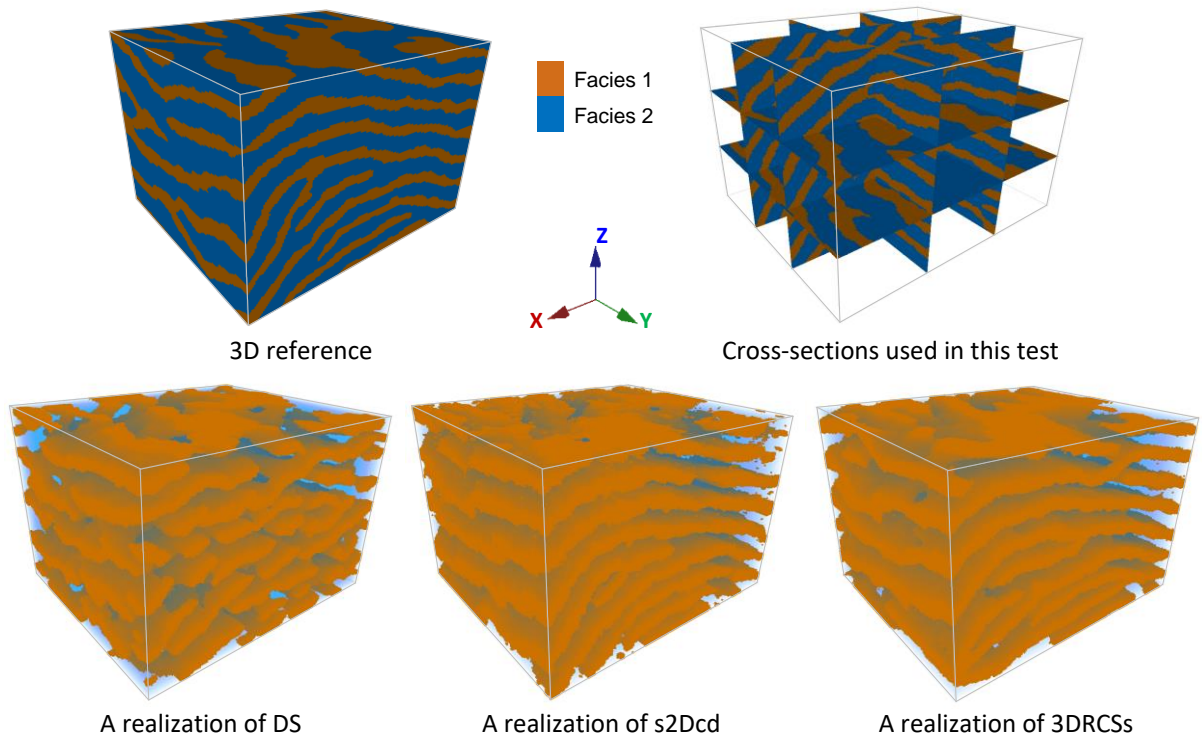 Facies 1
Facies 2
Z
X
Y
3D reference
Cross-sections used in this test
A realization of DS
A realization of s2Dcd
A realization of 3DRCSs